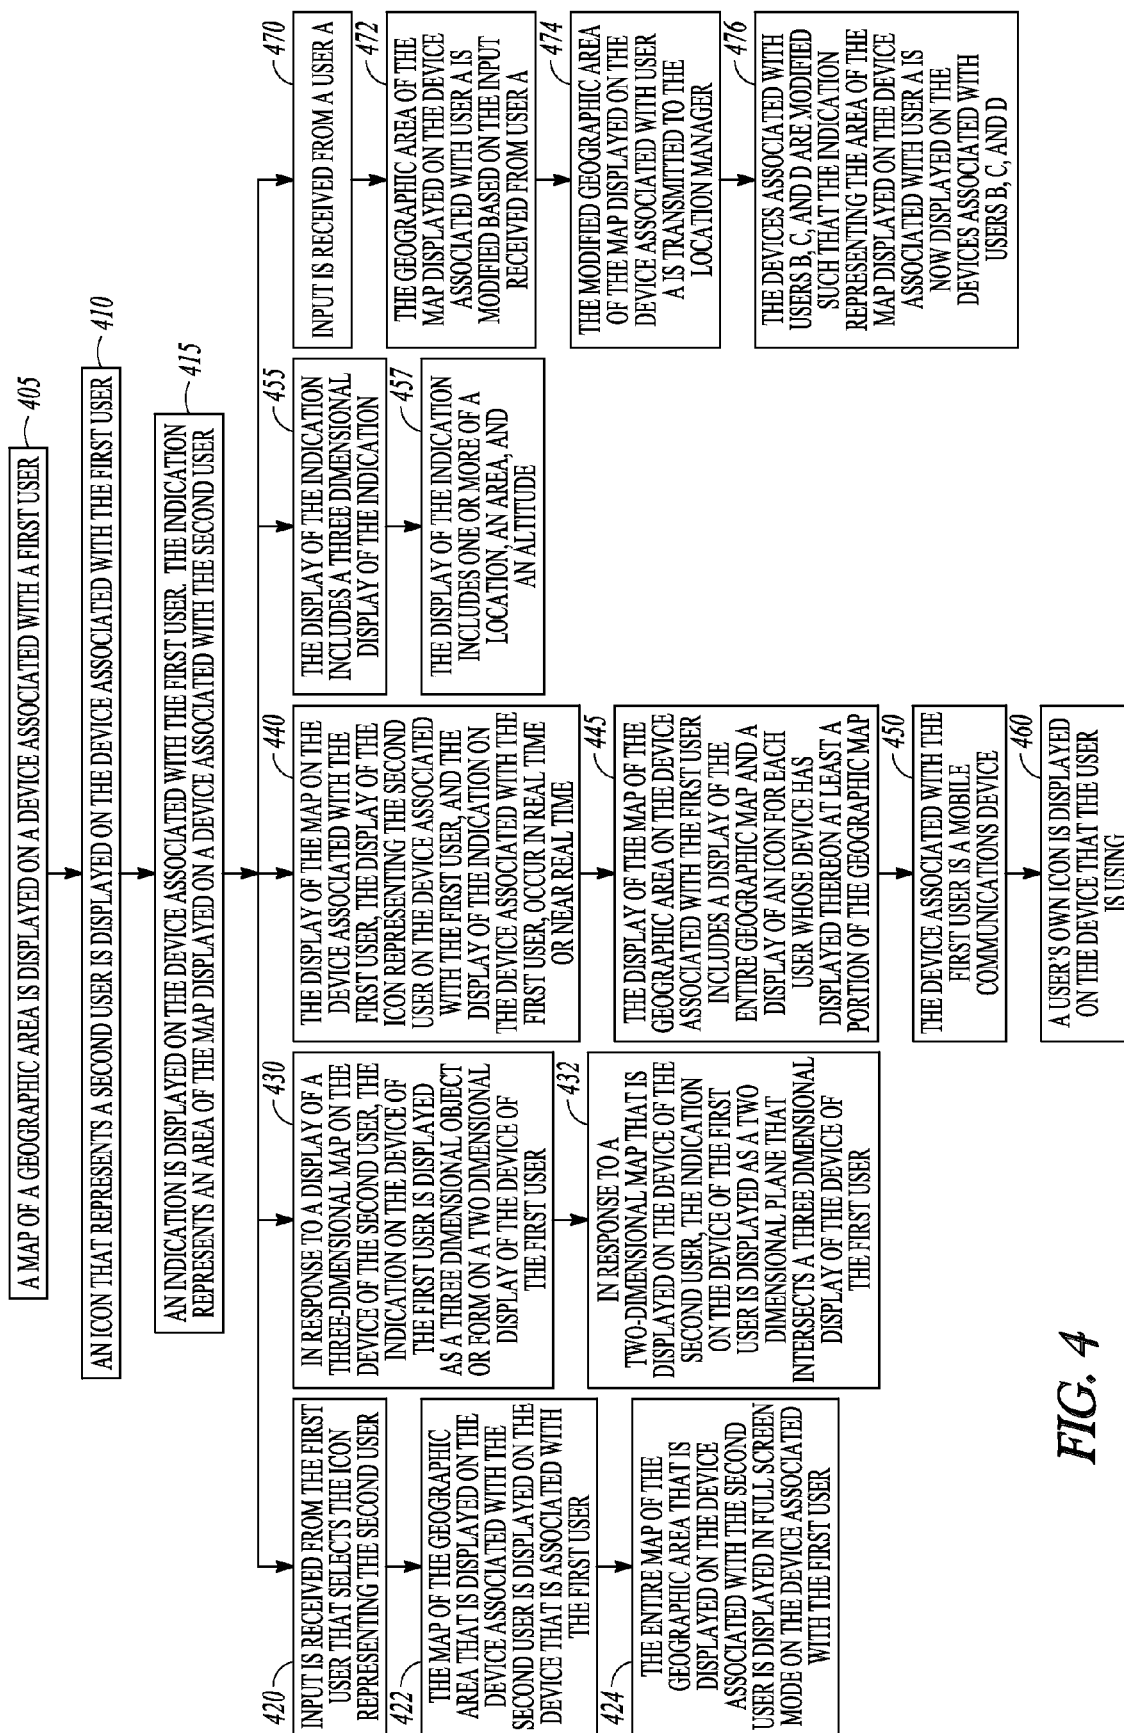 A MAP OF A GEOGRAPHIC AREA IS DISPLAYED ON A DEVICE ASSOCIATED WITH A FIRST USER
405
AN ICON THAT REPRESENTS A SECOND USER IS DISPLAYED ON THE DEVICE ASSOCIATED WITH THE FIRST USER
410
AN INDICATION IS DISPLAYED ON THE DEVICE ASSOCIATED WITH THE FIRST USER. THE INDICATION
REPRESENTS AN AREA OF THE MAP DISPLAYED ON A DEVICE ASSOCIATED WITH THE SECOND USER
415
420
INPUT IS RECEIVED FROM THE FIRST
USER THAT SELECTS THE ICON
REPRESENTING THE SECOND USER
422
THE MAP OF THE GEOGRAPHIC
AREA THAT IS DISPLAYED ON THE
DEVICE ASSOCIATED WITH THE
SECOND USER IS DISPLAYED ON THE
DEVICE THAT IS ASSOCIATED WITH
THE FIRST USER
424
THE ENTIRE MAP OF THE
GEOGRAPHIC AREA THAT IS
DISPLAYED ON THE DEVICE
ASSOCIATED WITH THE SECOND
USER IS DISPLAYED IN FULL SCREEN
MODE ON THE DEVICE ASSOCIATED
WITH THE FIRST USER
430
IN RESPONSE TO A DISPLAY OF A
THREE-DIMENSIONAL MAP ON THE
DEVICE OF THE SECOND USER, THE
INDICATION ON THE DEVICE OF
THE FIRST USER IS DISPLAYED
AS A THREE DIMENSIONAL OBJECT
OR FORM ON A TWO DIMENSIONAL
DISPLAY OF THE DEVICE OF
THE FIRST USER
432
IN RESPONSE TO A
TWO-DIMENSIONAL MAP THAT IS
DISPLAYED ON THE DEVICE OF THE
SECOND USER, THE INDICATION
ON THE DEVICE OF THE FIRST
USER IS DISPLAYED AS A TWO
DIMENSIONAL PLANE THAT
INTERSECTS A THREE DIMENSIONAL
DISPLAY OF THE DEVICE OF
THE FIRST USER
440
THE DISPLAY OF THE MAP ON THE
DEVICE ASSOCIATED WITH THE
FIRST USER, THE DISPLAY OF THE
ICON REPRESENTING THE SECOND
USER ON THE DEVICE ASSOCIATED
WITH THE FIRST USER, AND THE
DISPLAY OF THE INDICATION ON
THE DEVICE ASSOCIATED WITH THE
FIRST USER, OCCUR IN REAL TIME
OR NEAR REAL TIME
445
THE DISPLAY OF THE MAP OF THE
GEOGRAPHIC AREA ON THE DEVICE
ASSOCIATED WITH THE FIRST USER
INCLUDES A DISPLAY OF THE
ENTIRE GEOGRAPHIC MAP AND A
DISPLAY OF AN ICON FOR EACH
USER WHOSE DEVICE HAS
DISPLAYED THEREON AT LEAST A
PORTION OF THE GEOGRAPHIC MAP
450
THE DEVICE ASSOCIATED WITH THE
FIRST USER IS A MOBILE
COMMUNICATIONS DEVICE
460
A USER'S OWN ICON IS DISPLAYED
ON THE DEVICE THAT THE USER
IS USING
455
THE DISPLAY OF THE INDICATION
INCLUDES A THREE DIMENSIONAL
DISPLAY OF THE INDICATION
457
THE DISPLAY OF THE INDICATION
INCLUDES ONE OR MORE OF A
LOCATION, AN AREA, AND
AN ALTITUDE
470
INPUT IS RECEIVED FROM A USER A
472
THE GEOGRAPHIC AREA OF THE
MAP DISPLAYED ON THE DEVICE
ASSOCIATED WITH USER A IS
MODIFIED BASED ON THE INPUT
RECEIVED FROM USER A
474
THE MODIFIED GEOGRAPHIC AREA
OF THE MAP DISPLAYED ON THE
DEVICE ASSOCIATED WITH USER
A IS TRANSMITTED TO THE
LOCATION MANAGER
476
THE DEVICES ASSOCIATED WITH
USERS B, C, AND D ARE MODIFIED
SUCH THAT THE INDICATION
REPRESENTING THE AREA OF THE
MAP DISPLAYED ON THE DEVICE
ASSOCIATED WITH USER A IS
NOW DISPLAYED ON THE
DEVICES ASSOCIATED WITH
USERS B, C, AND D
FIG. 4